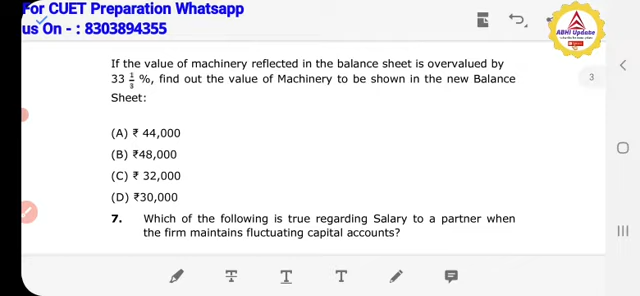 For CUET Preparation Whatsapp
us On - : 8303894355
ABHI Update
3
If the value of machinery reflected in the balance sheet is overvalued by
33 1/3 %, find out the value of Machinery to be shown in the new Balance
Sheet:
(A) ₹ 44,000
(B) ₹48,000
(C) ₹ 32,000
(D) ₹30,000
7. Which of the following is true regarding Salary to a partner when
the firm maintains fluctuating capital accounts?
T
T
T